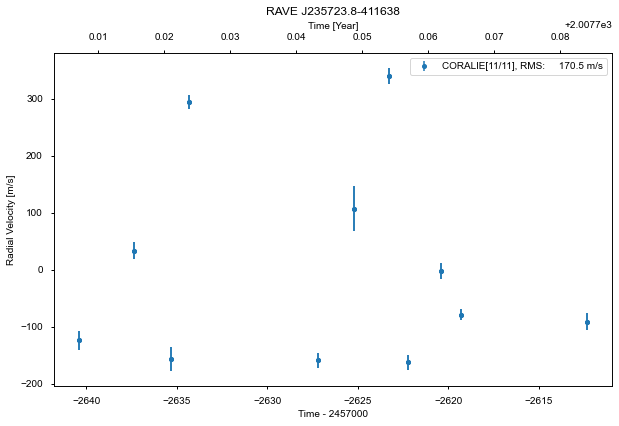 RAVE J235723.8-411638
Time [Year]
+2.0077e3
0.01 0.02 0.03 0.04 0.05 0.06 0.07 0.08
CORALIE[11/11], RMS: 170.5 m/s
Radial Velocity [m/s]
300
200
100
0
−100
−200
−2640 −2635 −2630 −2625 −2620 −2615
Time - 2457000